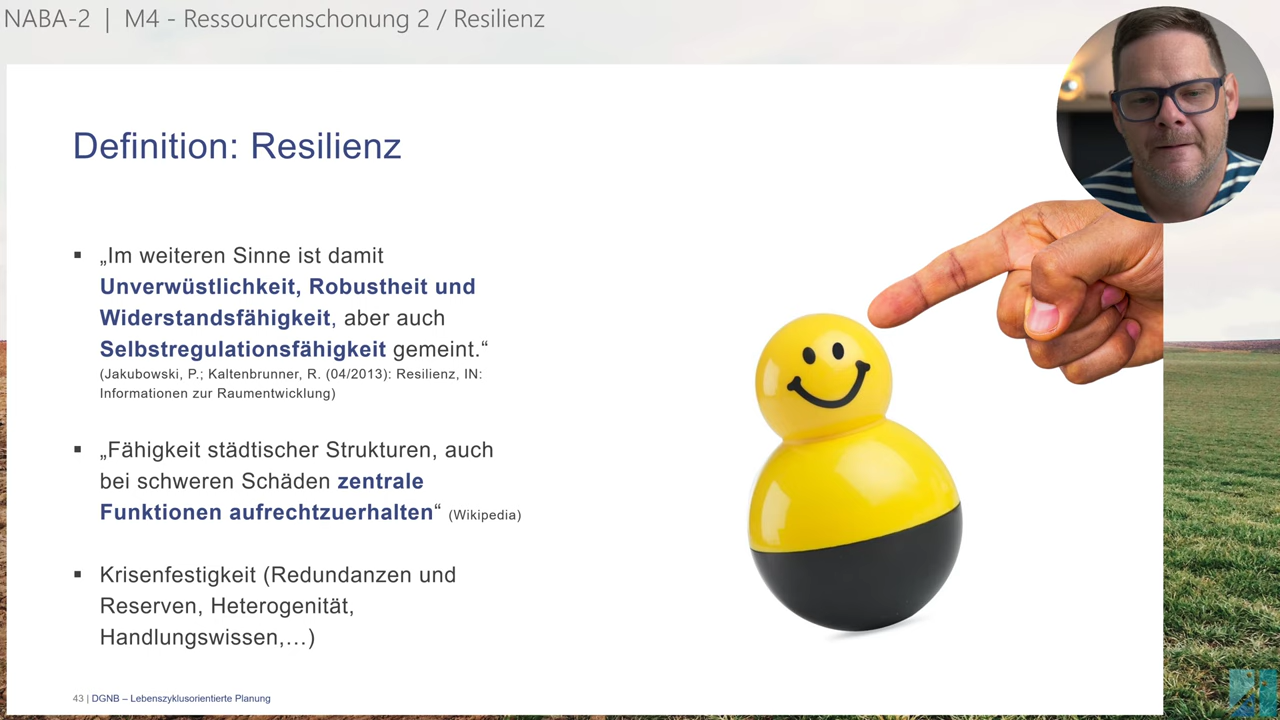 NABA-2 | M4 - Ressourcenschonung 2 / Resilienz
Definition: Resilienz
▪ „Im weiteren Sinne ist damit
Unverwüstlichkeit, Robustheit und
Widerstandsfähigkeit, aber auch
Selbstregulationsfähigkeit gemeint.“
(Jakubowski, P.; Kaltenbrunner, R. (04/2013): Resilienz, IN:
Informationen zur Raumentwicklung)
▪ „Fähigkeit städtischer Strukturen, auch
bei schweren Schäden zentrale
Funktionen aufrechtzuerhalten“ (Wikipedia)
▪ Krisenfestigkeit (Redundanzen und
Reserven, Heterogenität,
Handlungswissen,…)
43 | DGNB – Lebenszyklusorientierte Planung